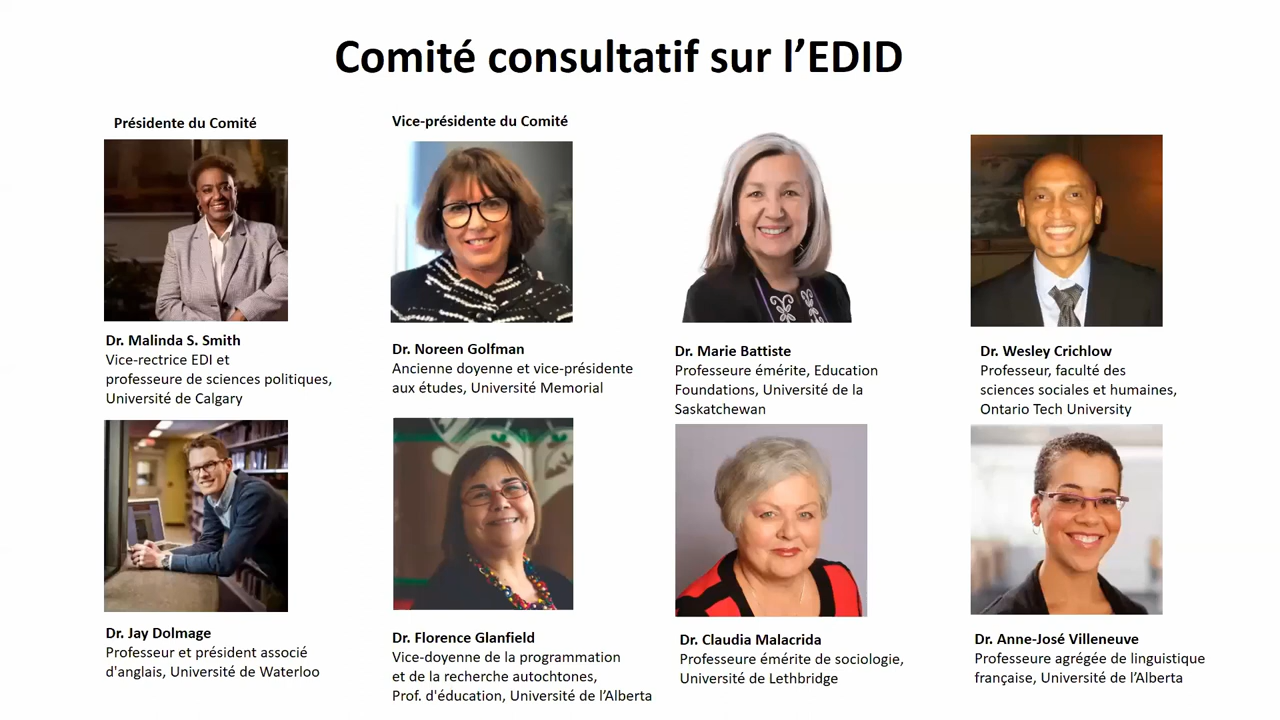 Comité consultatif sur l’EDID
Présidente du Comité
Vice-présidente du Comité
Dr. Malinda S. Smith
Vice-rectrice EDI et
professeure de sciences politiques,
Université de Calgary
Dr. Noreen Golfman
Ancienne doyenne et vice-présidente
aux études, Université Memorial
Dr. Marie Battiste
Professeure émérite, Education
Foundations, Université de la
Saskatchewan
Dr. Wesley Crichlow
Professeur, faculté des
sciences sociales et humaines,
Ontario Tech University
Dr. Jay Dolmage
Professeur et président associé
d'anglais, Université de Waterloo
Dr. Florence Glanfield
Vice-doyenne de la programmation
et de la recherche autochtones,
Prof. d'éducation, Université de l’Alberta
Dr. Claudia Malacrida
Professeure émérite de sociologie,
Université de Lethbridge
Dr. Anne-José Villeneuve
Professeure agrégée de linguistique
française, Université de l’Alberta